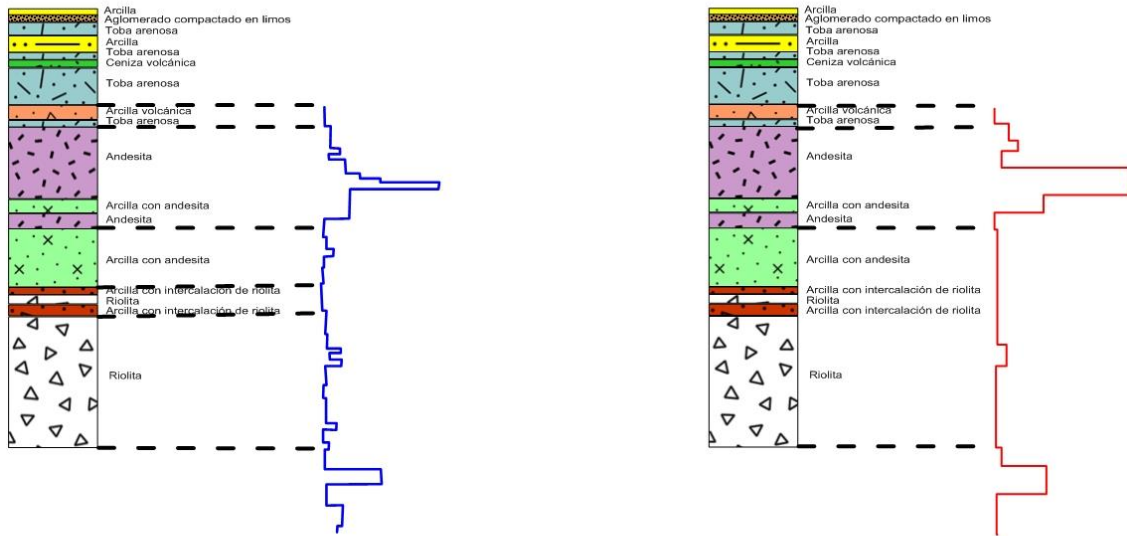 Arcilla
Aglomerado compactado en limos
Toba arenosa
Arcilla
Toba arenosa
Ceniza volcánica
Toba arenosa
Arcilla volcánica
Toba arenosa
Andesita
Arcilla con andesita
Andesita
Arcilla con andesita
Arcilla con intercalación de riolita
Riolita
Arcilla con intercalación de riolita
Riolita
Arcilla
Aglomerado compactado en limos
Toba arenosa
Arcilla
Toba arenosa
Ceniza volcánica
Toba arenosa
Arcilla volcánica
Toba arenosa
Andesita
Arcilla con andesita
Andesita
Arcilla con andesita
Arcilla con intercalación de riolita
Riolita
Arcilla con intercalación de riolita
Riolita